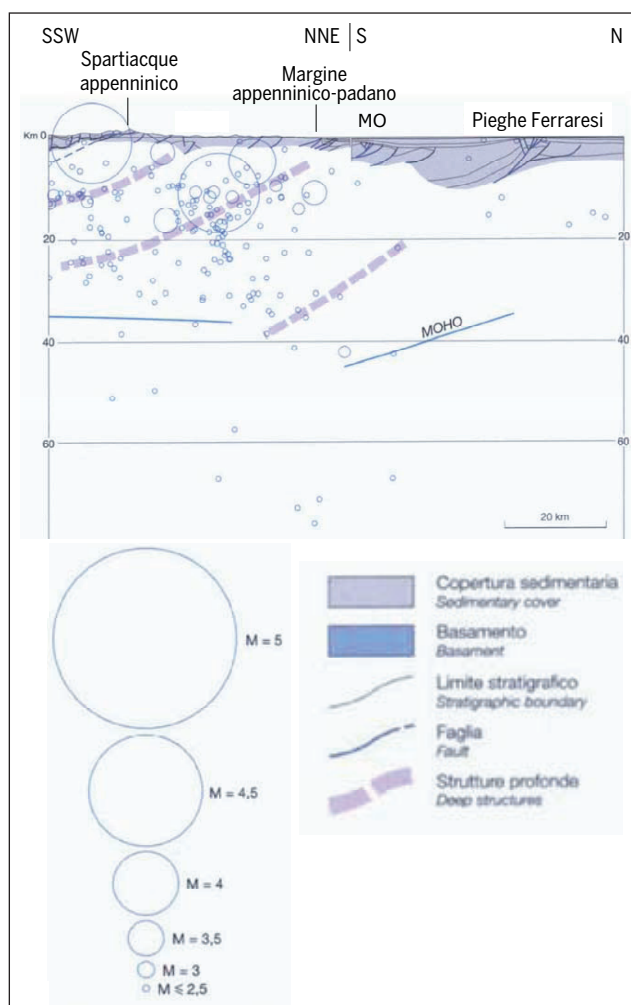 SSW NNE S N
Spartiacque
appenninico
Margine
appenninico-padano
MO
Pieghe Ferraresi
Km 0
20 20
MOHO
40 40
60 60
20 km
M = 5
M = 4,5
M = 4
M = 3,5
M = 3
M ≤ 2,5
Copertura sedimentaria
Sedimentary cover
Basamento
Basament
Limite stratigrafico
Stratigraphic boundary
Faglia
Fault
Strutture profonde
Deep structures